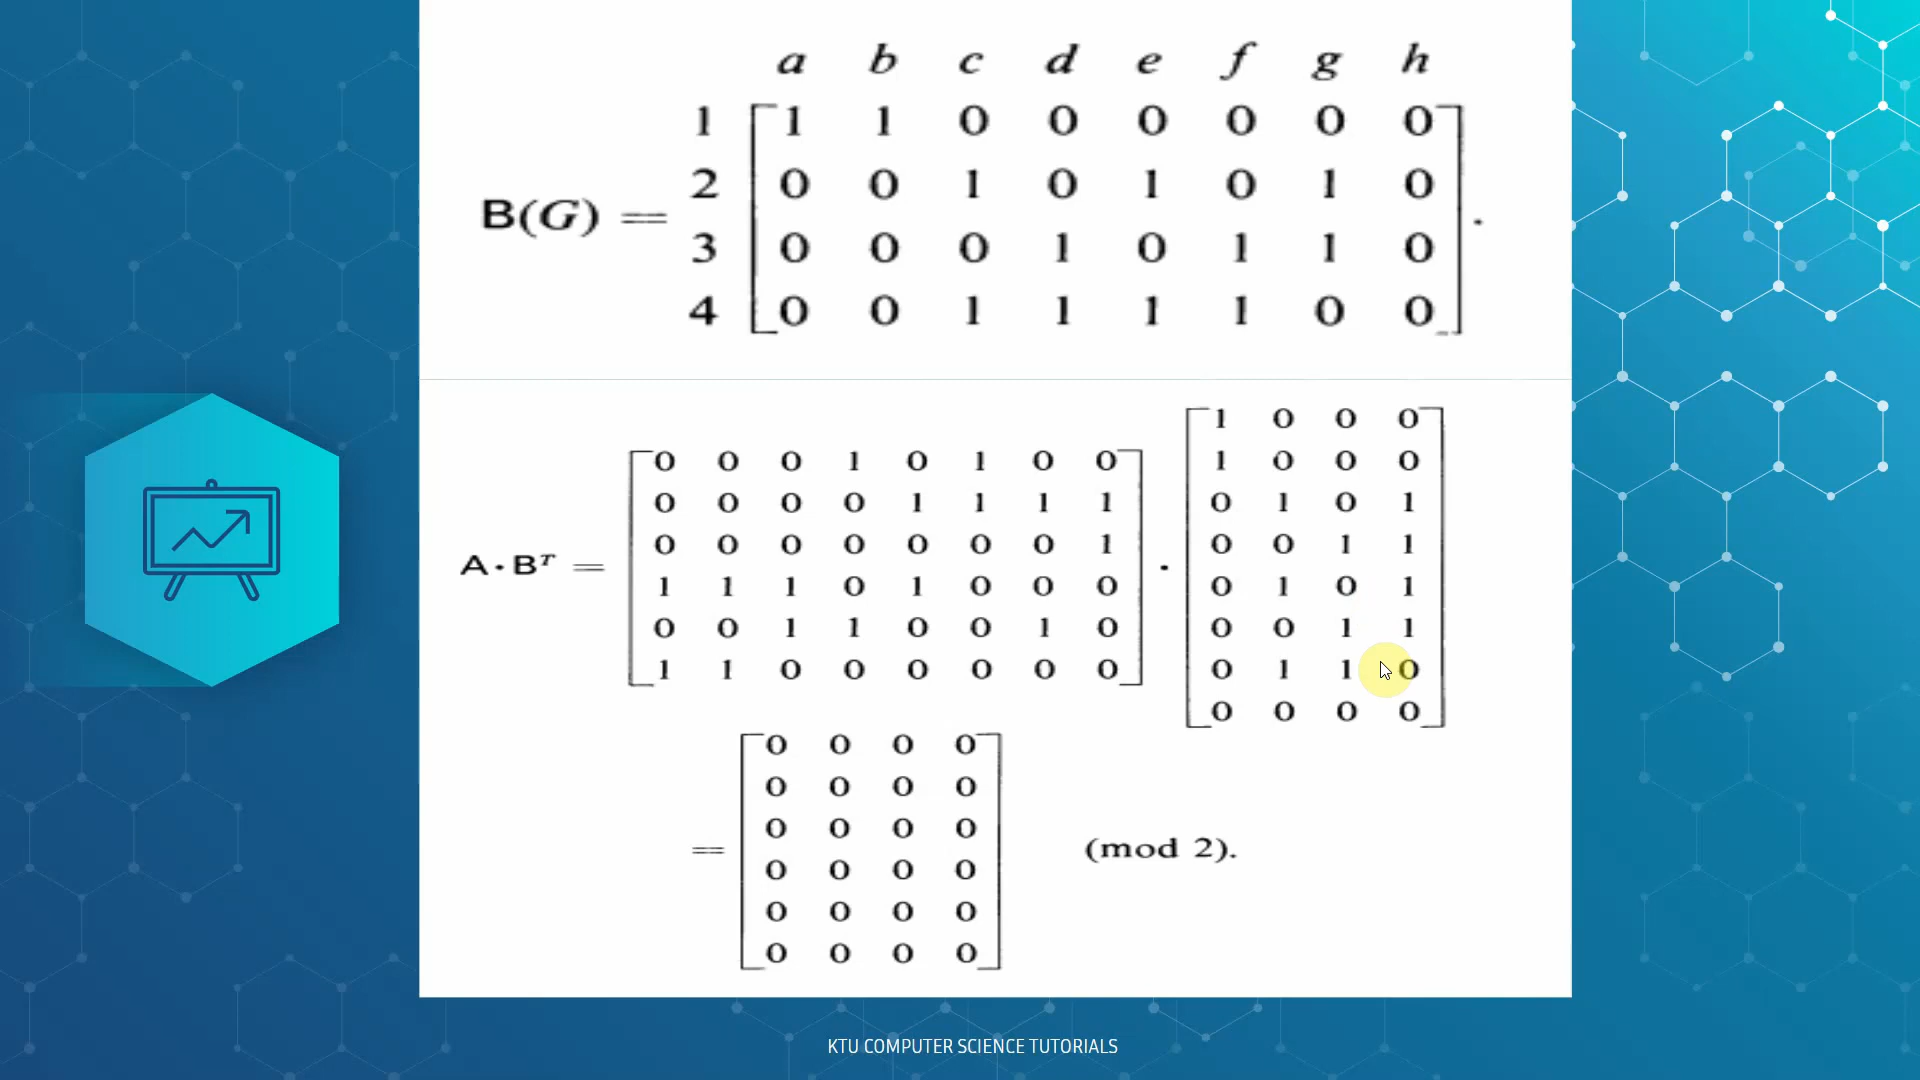 a b c d e f g h
1 1 1 0 0 0 0 0 0
2 0 0 1 0 1 0 1 0
B(G) = 3 0 0 0 1 0 1 1 0 .
4 0 0 1 1 1 1 0 0
A · Bᵀ =
0 0 0 1 0 1 0 0
0 0 0 0 1 1 1 1
0 0 0 0 0 0 0 1
1 1 1 0 1 0 0 0
0 0 1 1 0 0 1 0
1 1 0 0 0 0 0 0
·
1 0 0 0
1 0 0 0
0 1 0 1
0 0 1 1
0 1 0 1
0 0 1 1
0 1 1 0
0 0 0 0
=
0 0 0 0
0 0 0 0
0 0 0 0
0 0 0 0
0 0 0 0
0 0 0 0
(mod 2).
KTU COMPUTER SCIENCE TUTORIALS